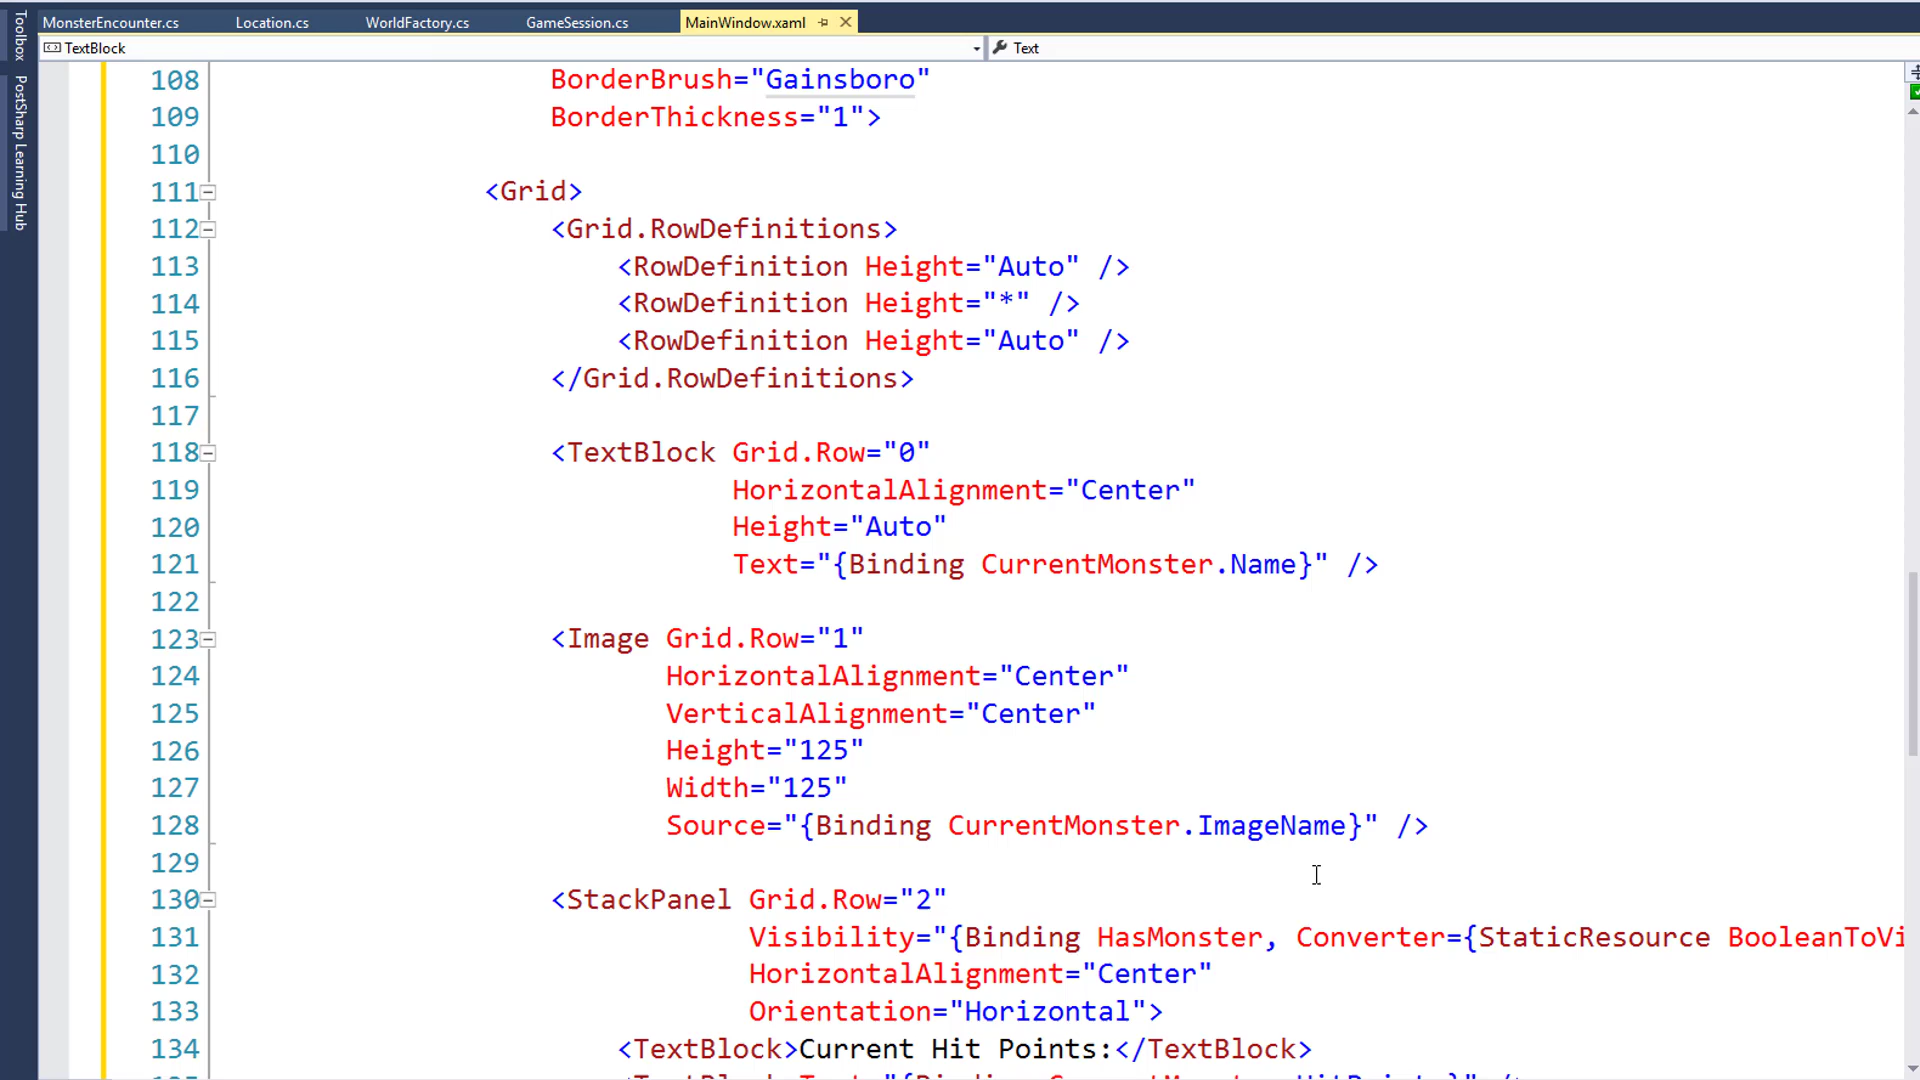 MonsterEncounter.cs Location.cs WorldFactory.cs GameSession.cs MainWindow.xaml
TextBlock Text
Toolbox
PostSharp Learning Hub
108 BorderBrush="Gainsboro"
109 BorderThickness="1">
110
111 <Grid>
112 <Grid.RowDefinitions>
113 <RowDefinition Height="Auto" />
114 <RowDefinition Height="*" />
115 <RowDefinition Height="Auto" />
116 </Grid.RowDefinitions>
117
118 <TextBlock Grid.Row="0"
119 HorizontalAlignment="Center"
120 Height="Auto"
121 Text="{Binding CurrentMonster.Name}" />
122
123 <Image Grid.Row="1"
124 HorizontalAlignment="Center"
125 VerticalAlignment="Center"
126 Height="125"
127 Width="125"
128 Source="{Binding CurrentMonster.ImageName}" />
129
130 <StackPanel Grid.Row="2"
131 Visibility="{Binding HasMonster, Converter={StaticResource BooleanToVi
132 HorizontalAlignment="Center"
133 Orientation="Horizontal">
134 <TextBlock>Current Hit Points:</TextBlock>